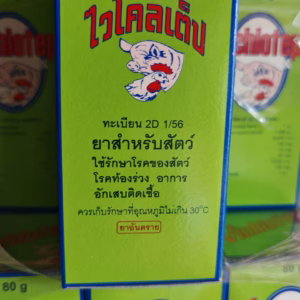 ไวไคลเต็ป
ทะเบียน 2D 1/56
ยาสำหรับสัตว์
ใช้รักษาโรคของสัตว์
โรคท้องร่วง อาการ
อักเสบติดเชื้อ
ควรเก็บรักษาที่อุณหภูมิไม่เกิน 30°C
ยาอันตราย
80 g
80 g